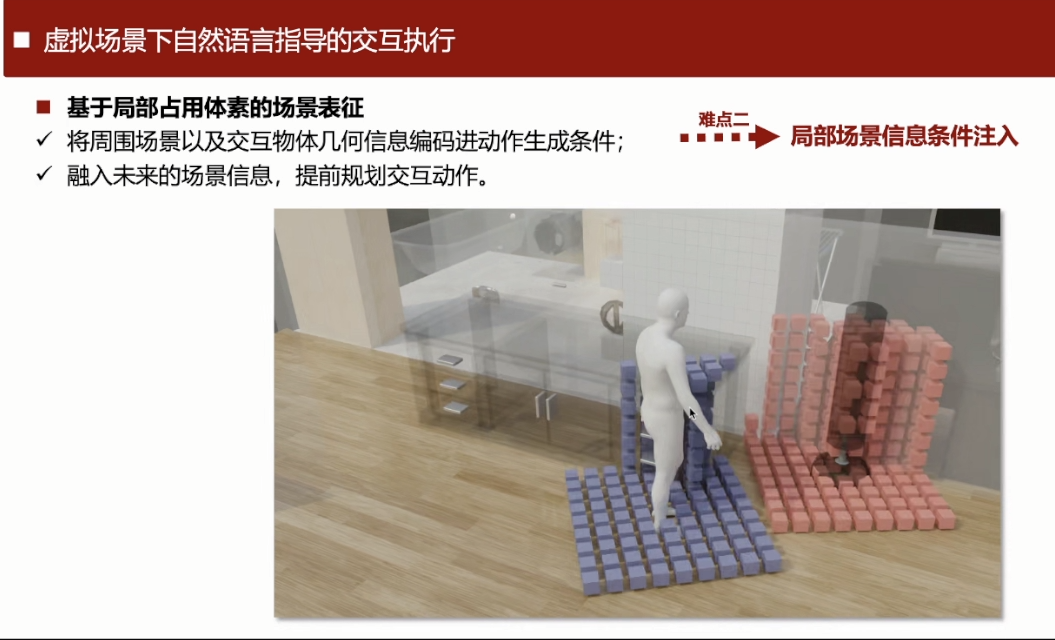 虚拟场景下自然语言指导的交互执行
基于局部占用体素的场景表征
将周围场景以及交互物体几何信息编码进动作生成条件；
融入未来的场景信息，提前规划交互动作。
难点二
局部场景信息条件注入